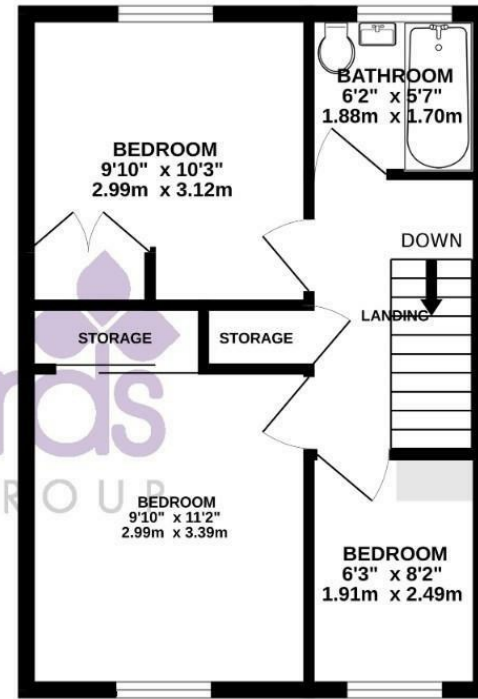 BATHROOM
6'2" x 5'7"
1.88m x 1.70m
BEDROOM
9'10" x 10'3"
2.99m x 3.12m
DOWN
LANDING
STORAGE
STORAGE
BEDROOM
9'10" x 11'2"
2.99m x 3.39m
BEDROOM
6'3" x 8'2"
1.91m x 2.49m